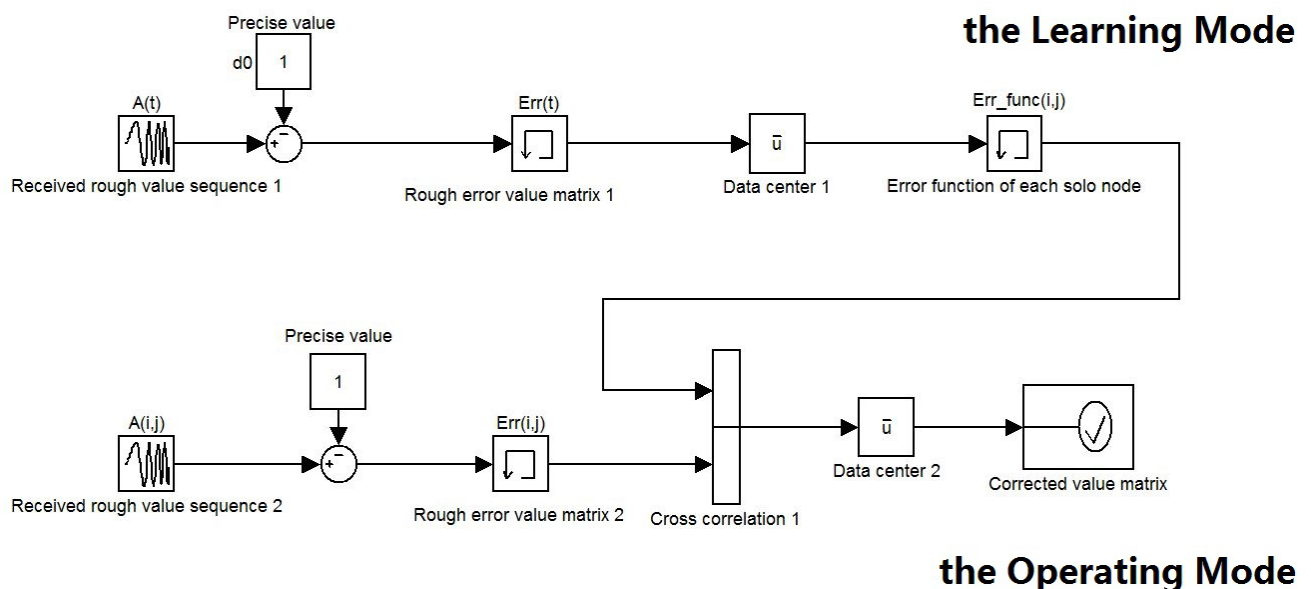 the Learning Mode
Precise value
d0
1
A(t)
Err(t)
Err_func(i,j)
+
−
ū
Received rough value sequence 1
Rough error value matrix 1
Data center 1
Error function of each solo node
Precise value
1
A(i,j)
Err(i,j)
+
−
ū
Received rough value sequence 2
Rough error value matrix 2
Cross correlation 1
Data center 2
Corrected value matrix
the Operating Mode